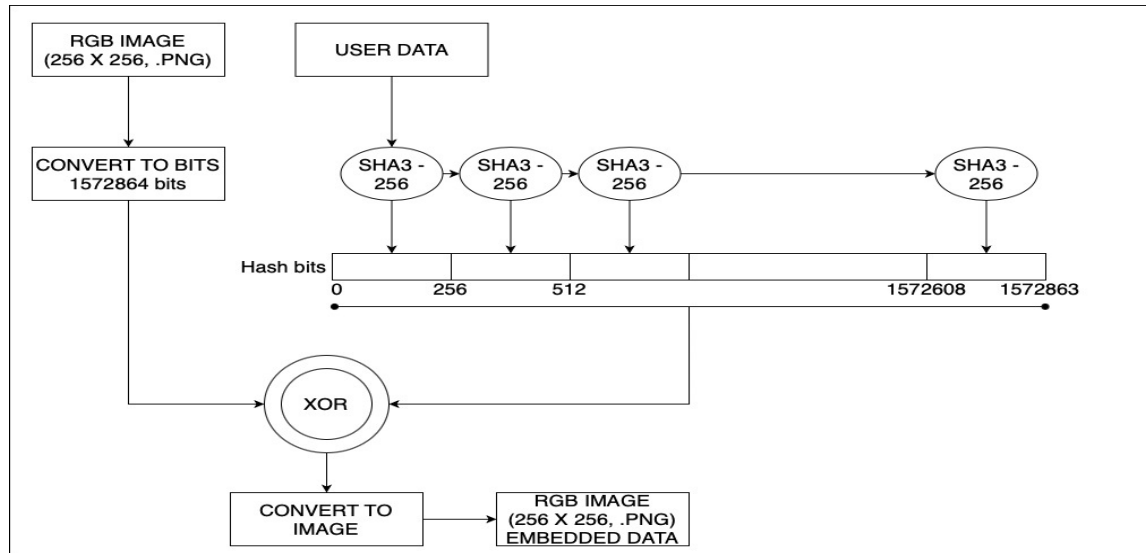 RGB IMAGE
(256 X 256, .PNG)
USER DATA
CONVERT TO BITS
1572864 bits
SHA3 -
256
SHA3 -
256
SHA3 -
256
SHA3 -
256
Hash bits
0
256
512
1572608
1572863
XOR
CONVERT TO
IMAGE
RGB IMAGE
(256 X 256, .PNG)
EMBEDDED DATA